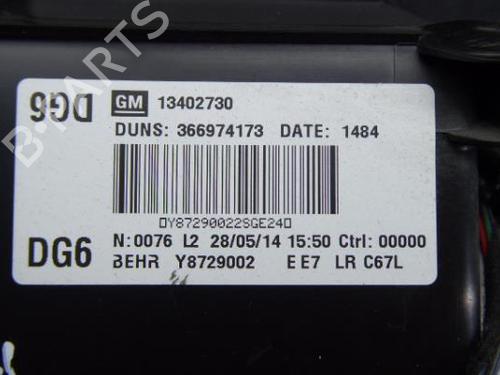 DG6
GM 13402730
DUNS: 366974173 DATE: 1484
Y87290022SGE240
DG6
N:0076 L2 28/05/14 15:50 Ctrl: 00000
BEHR Y8729002 E E7 LR C67L
B-PARTS